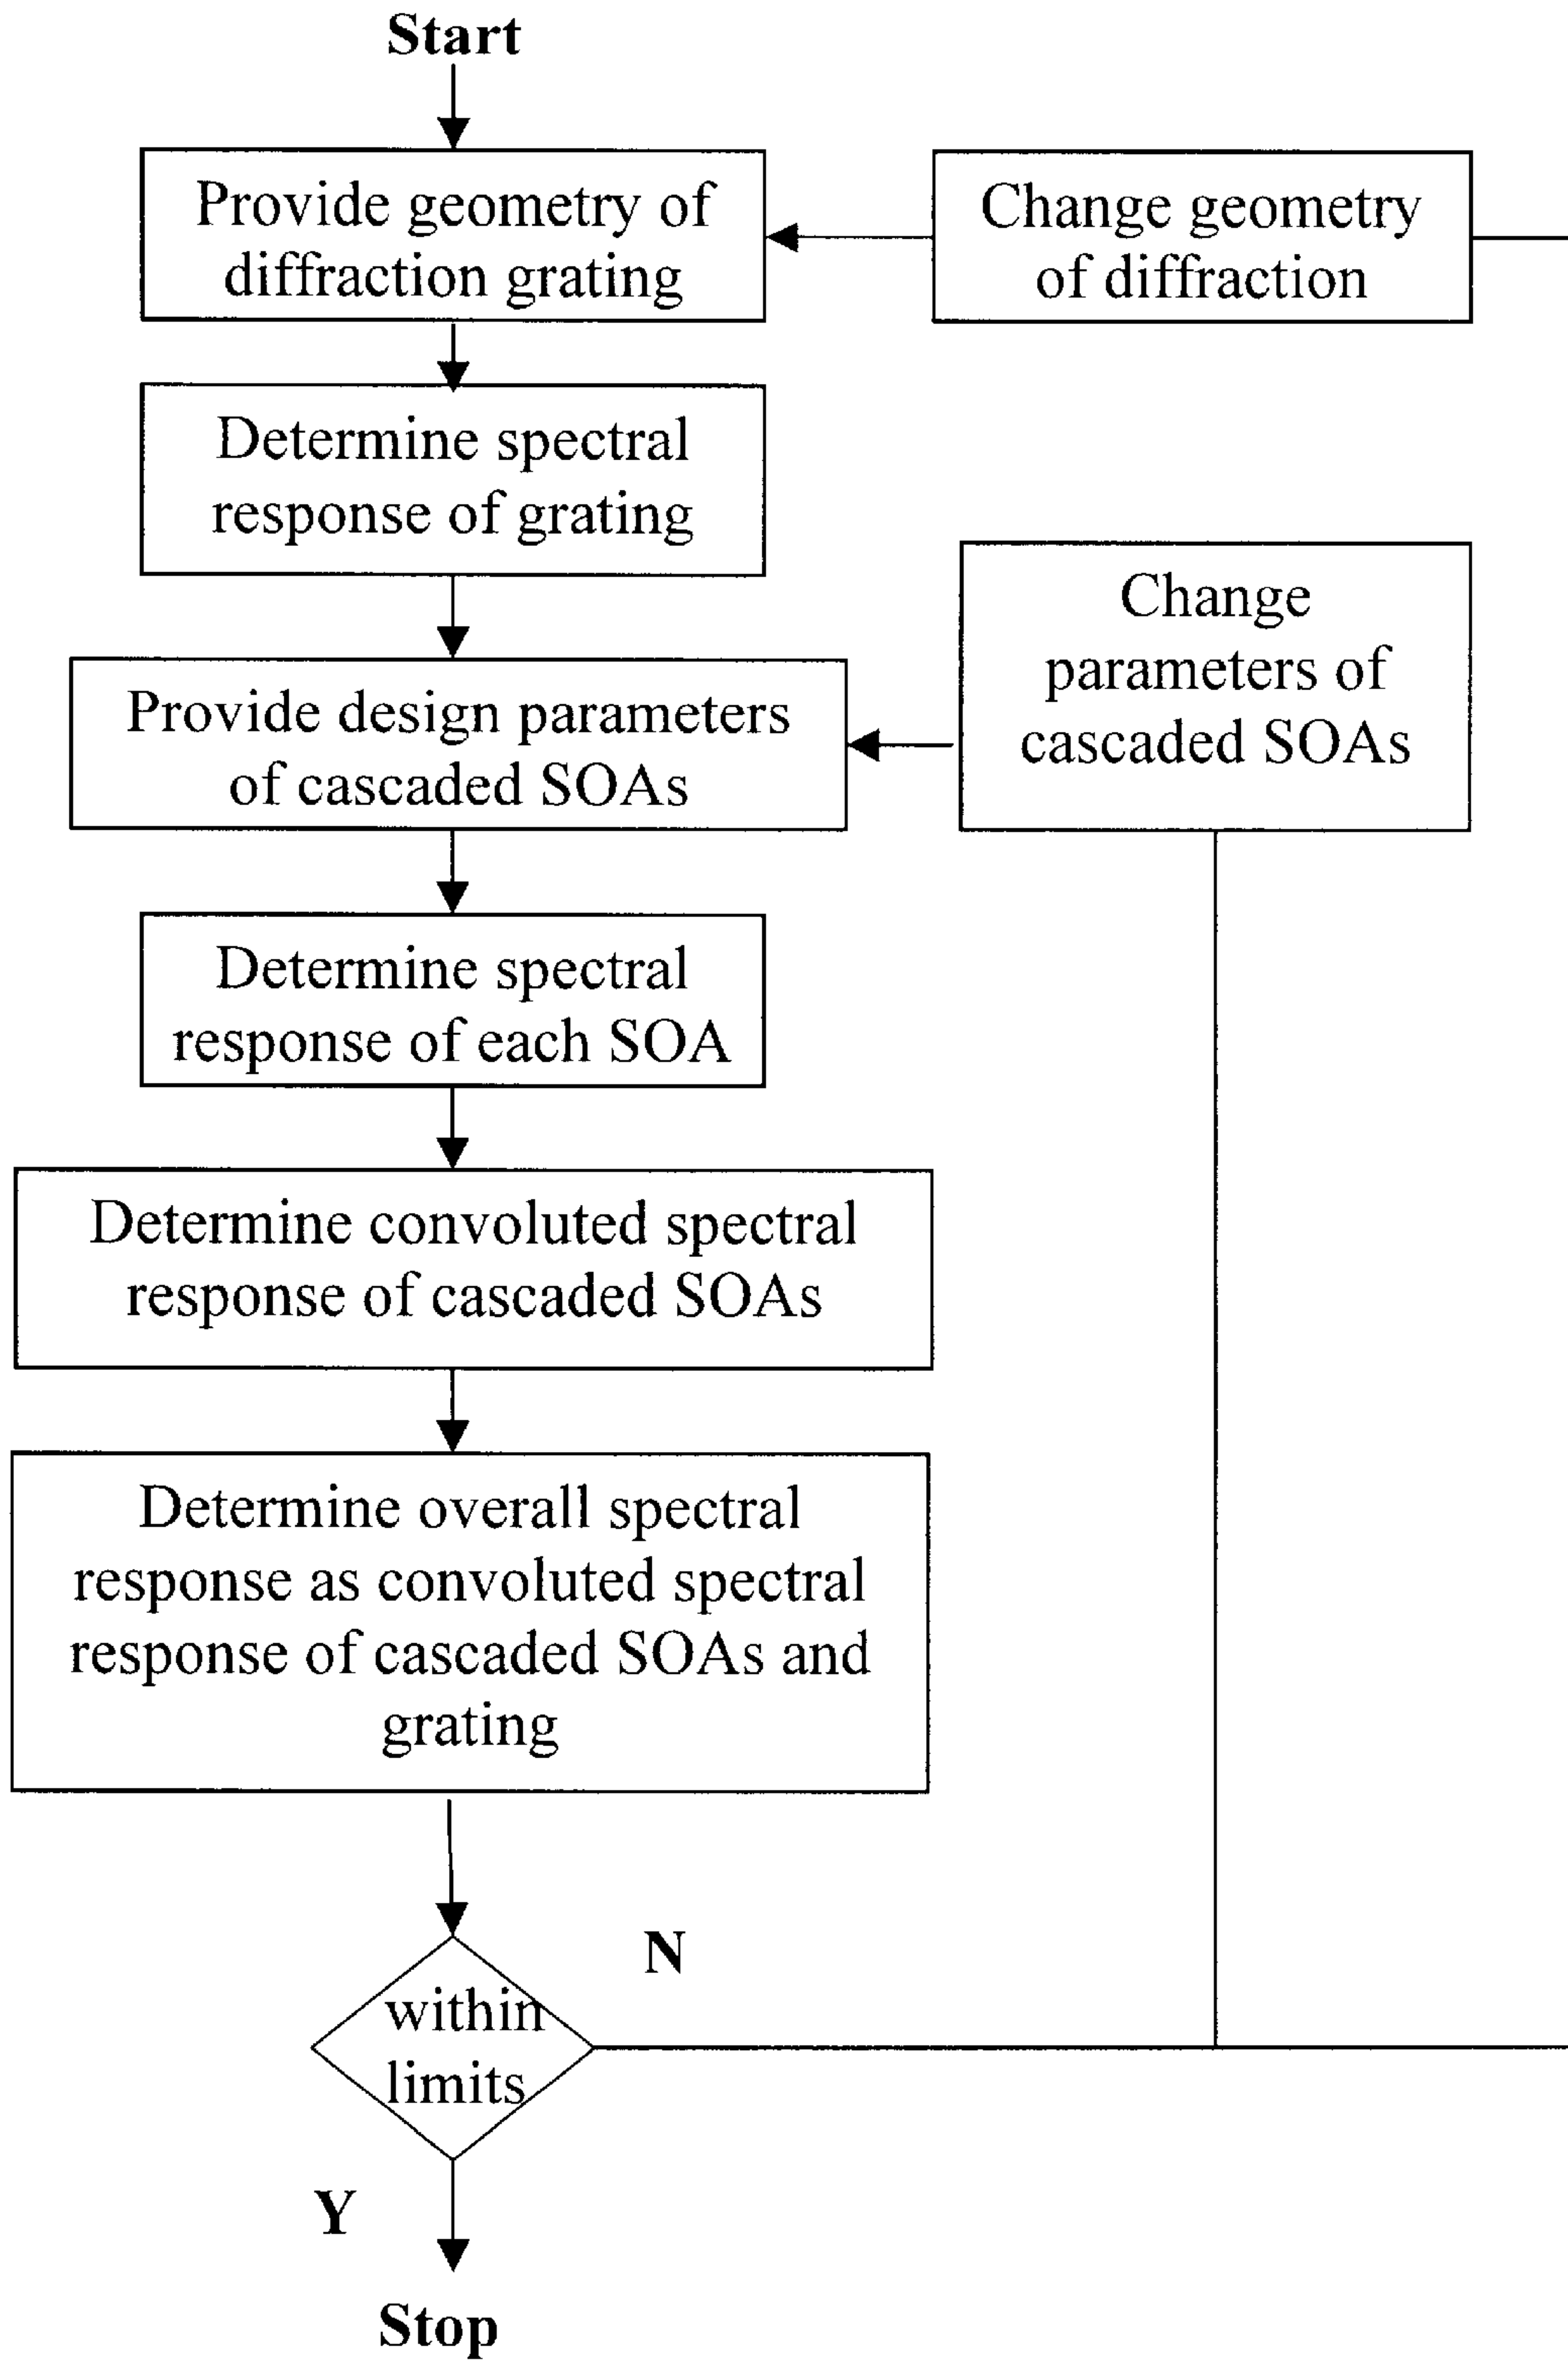 Start
Provide geometry of
diffraction grating
Change geometry
of diffraction
Determine spectral
response of grating
Change
parameters of
cascaded SOAs
Provide design parameters
of cascaded SOAs
Determine spectral
response of each SOA
Determine convoluted spectral
response of cascaded SOAs
Determine overall spectral
response as convoluted spectral
response of cascaded SOAs and
grating
N
within
limits
Y
Stop